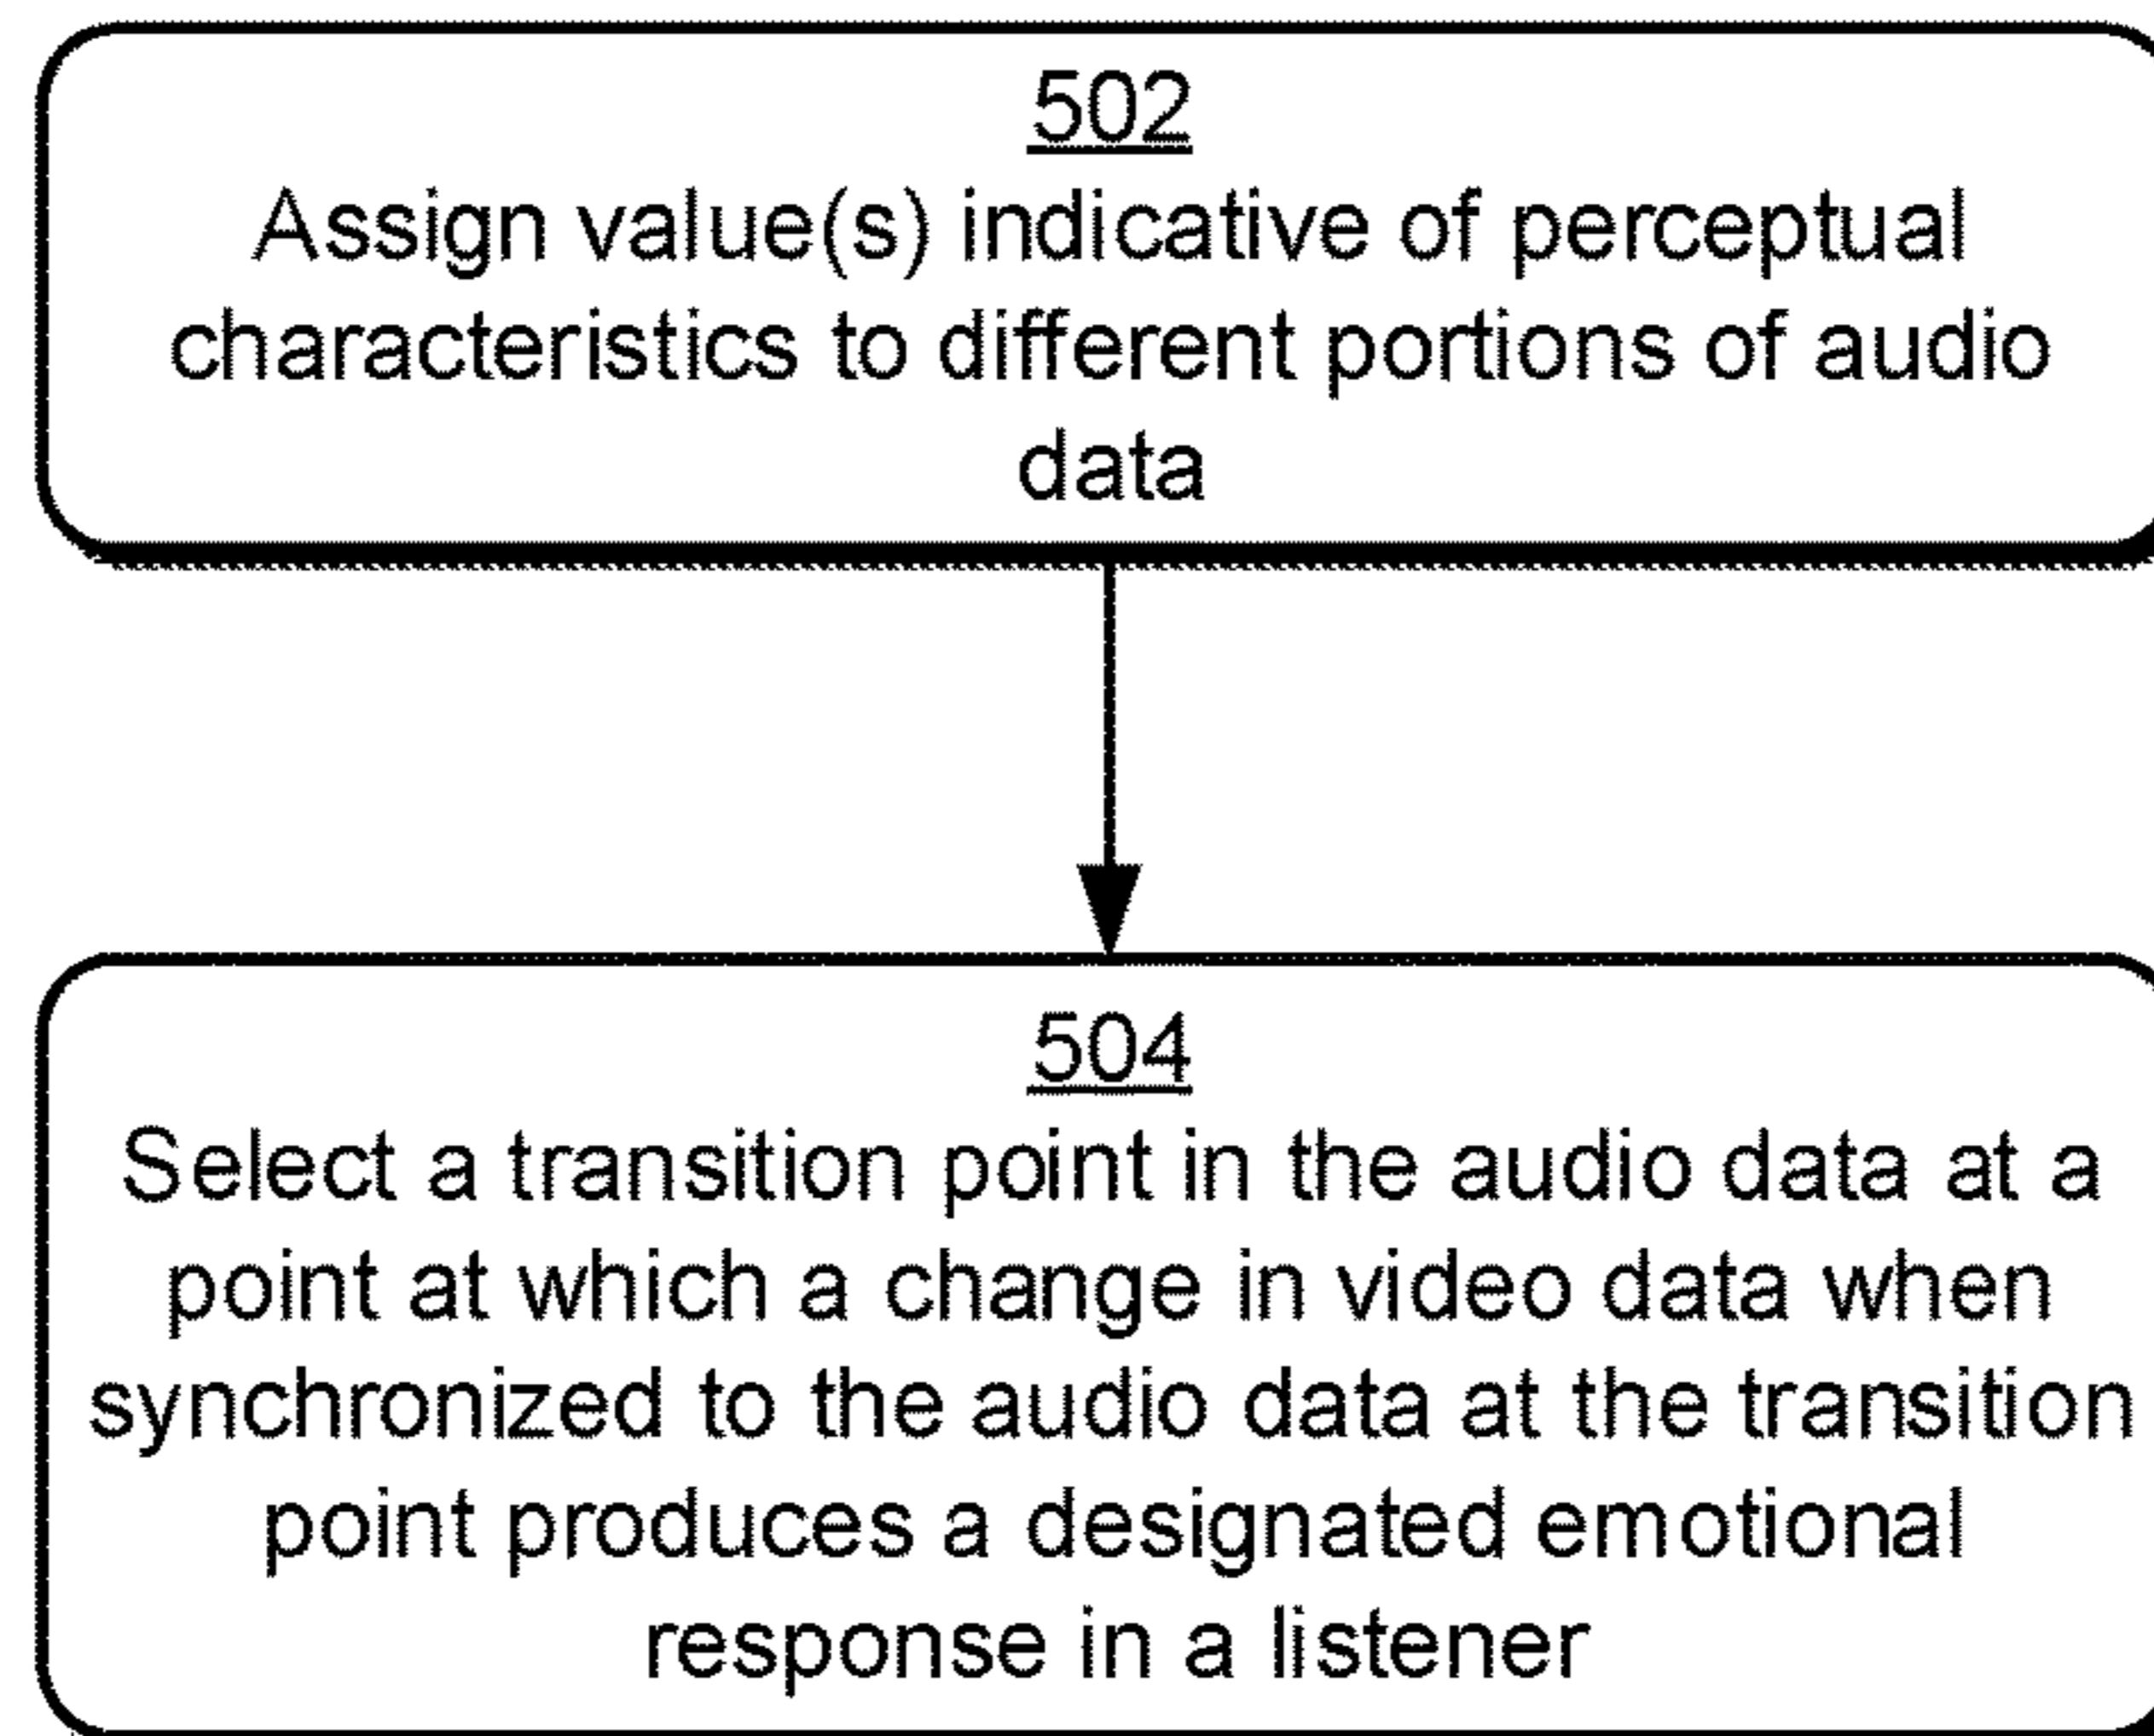 502
Assign value(s) indicative of perceptual
characteristics to different portions of audio
data
504
Select a transition point in the audio data at a
point at which a change in video data when
synchronized to the audio data at the transition
point produces a designated emotional
response in a listener